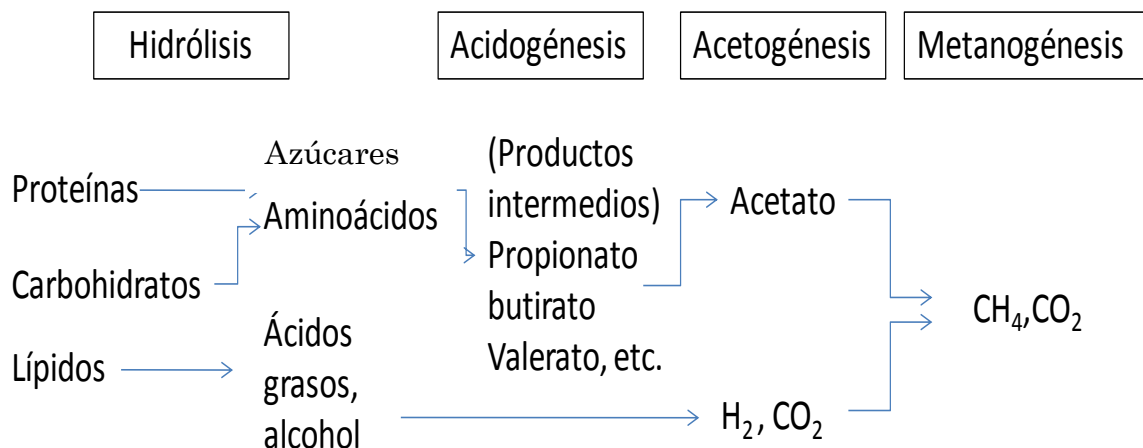 Hidrólisis
Acidogénesis
Acetogénesis
Metanogénesis
Proteínas
Carbohidratos
Lípidos
Azúcares
Aminoácidos
Ácidos
grasos,
alcohol
(Productos
intermedios)
Propionato
butirato
Valerato, etc.
Acetato
H₂, CO₂
CH₄,CO₂